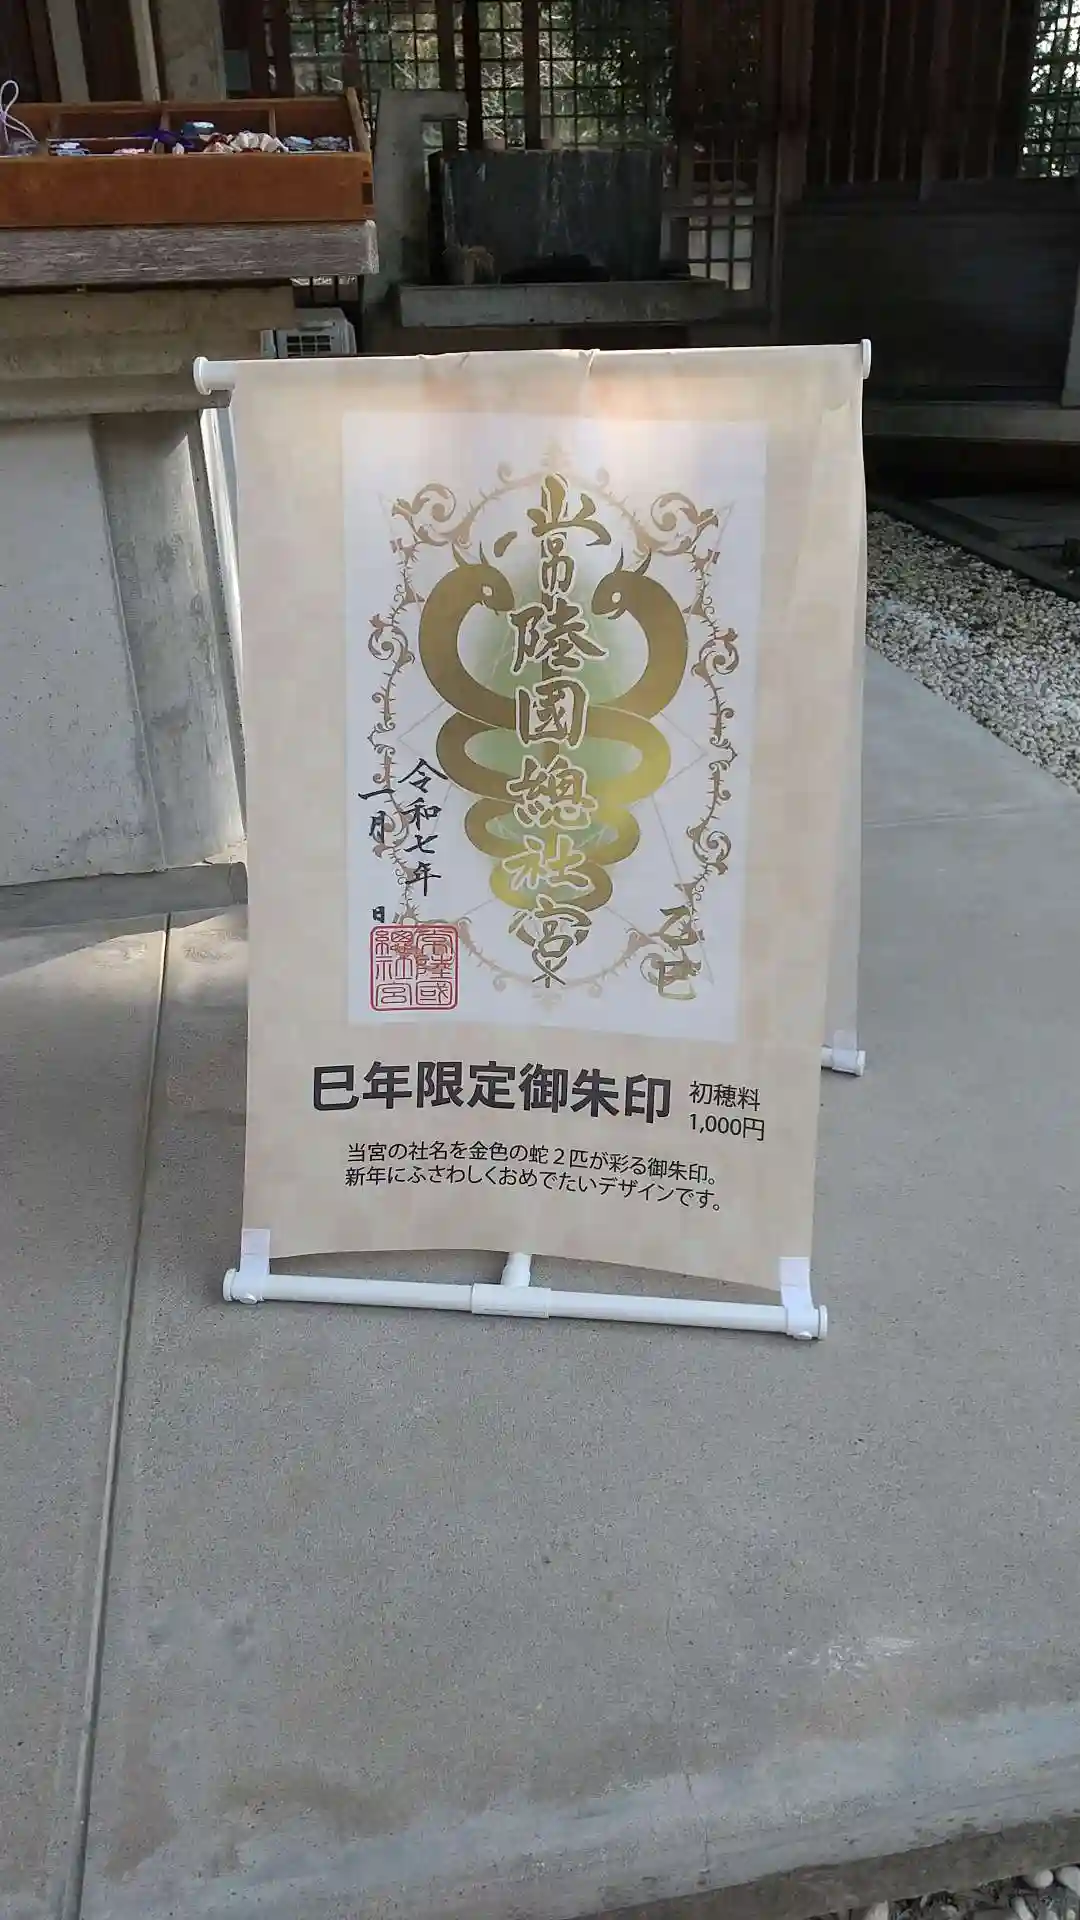 常陸國總社宮
令和七年
一月
日
乙巳
常陸國
總社宮
巳年限定御朱印
初穂料
1,000円
当宮の社名を金色の蛇2匹が彩る御朱印。
新年にふさわしくおめでたいデザインです。